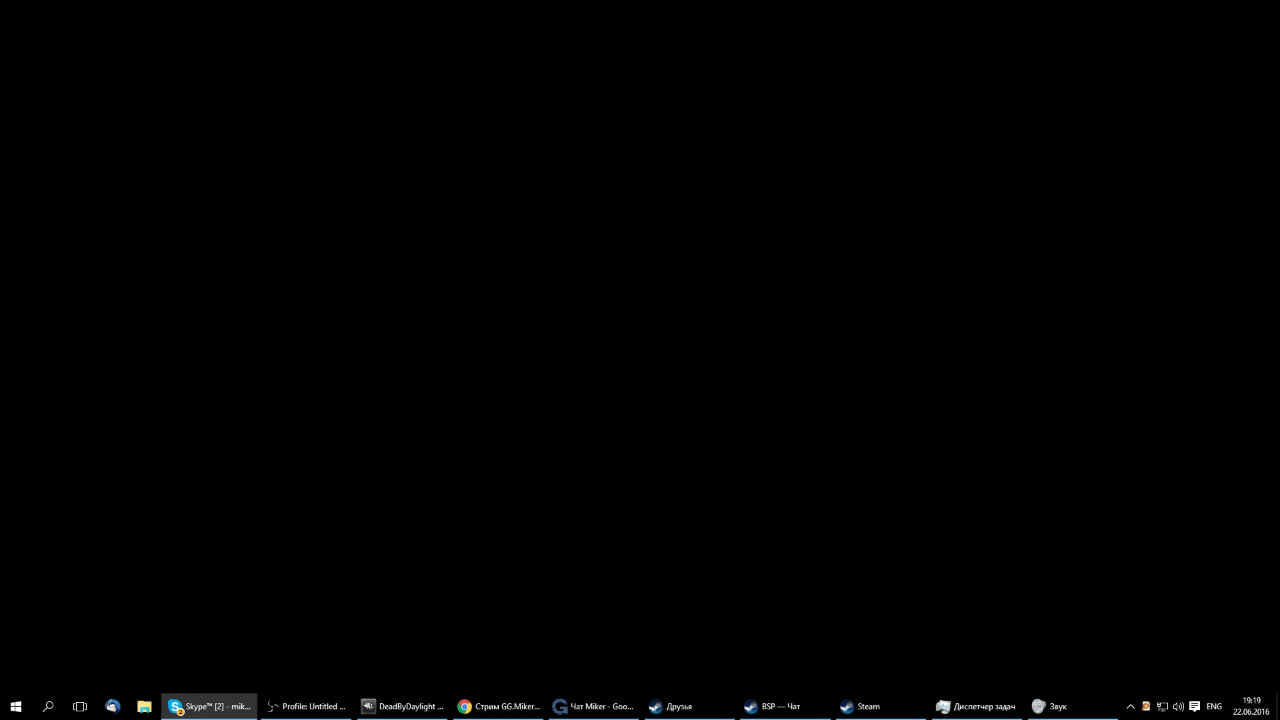 Skype™ [2] - mik...
Profile: Untitled ...
DeadByDaylight ...
Стрим GG.Miker...
Чат Miker - Goo...
Друзья
BSP — Чат
Steam
Диспетчер задач
Звук
ENG
19:19
22.06.2016